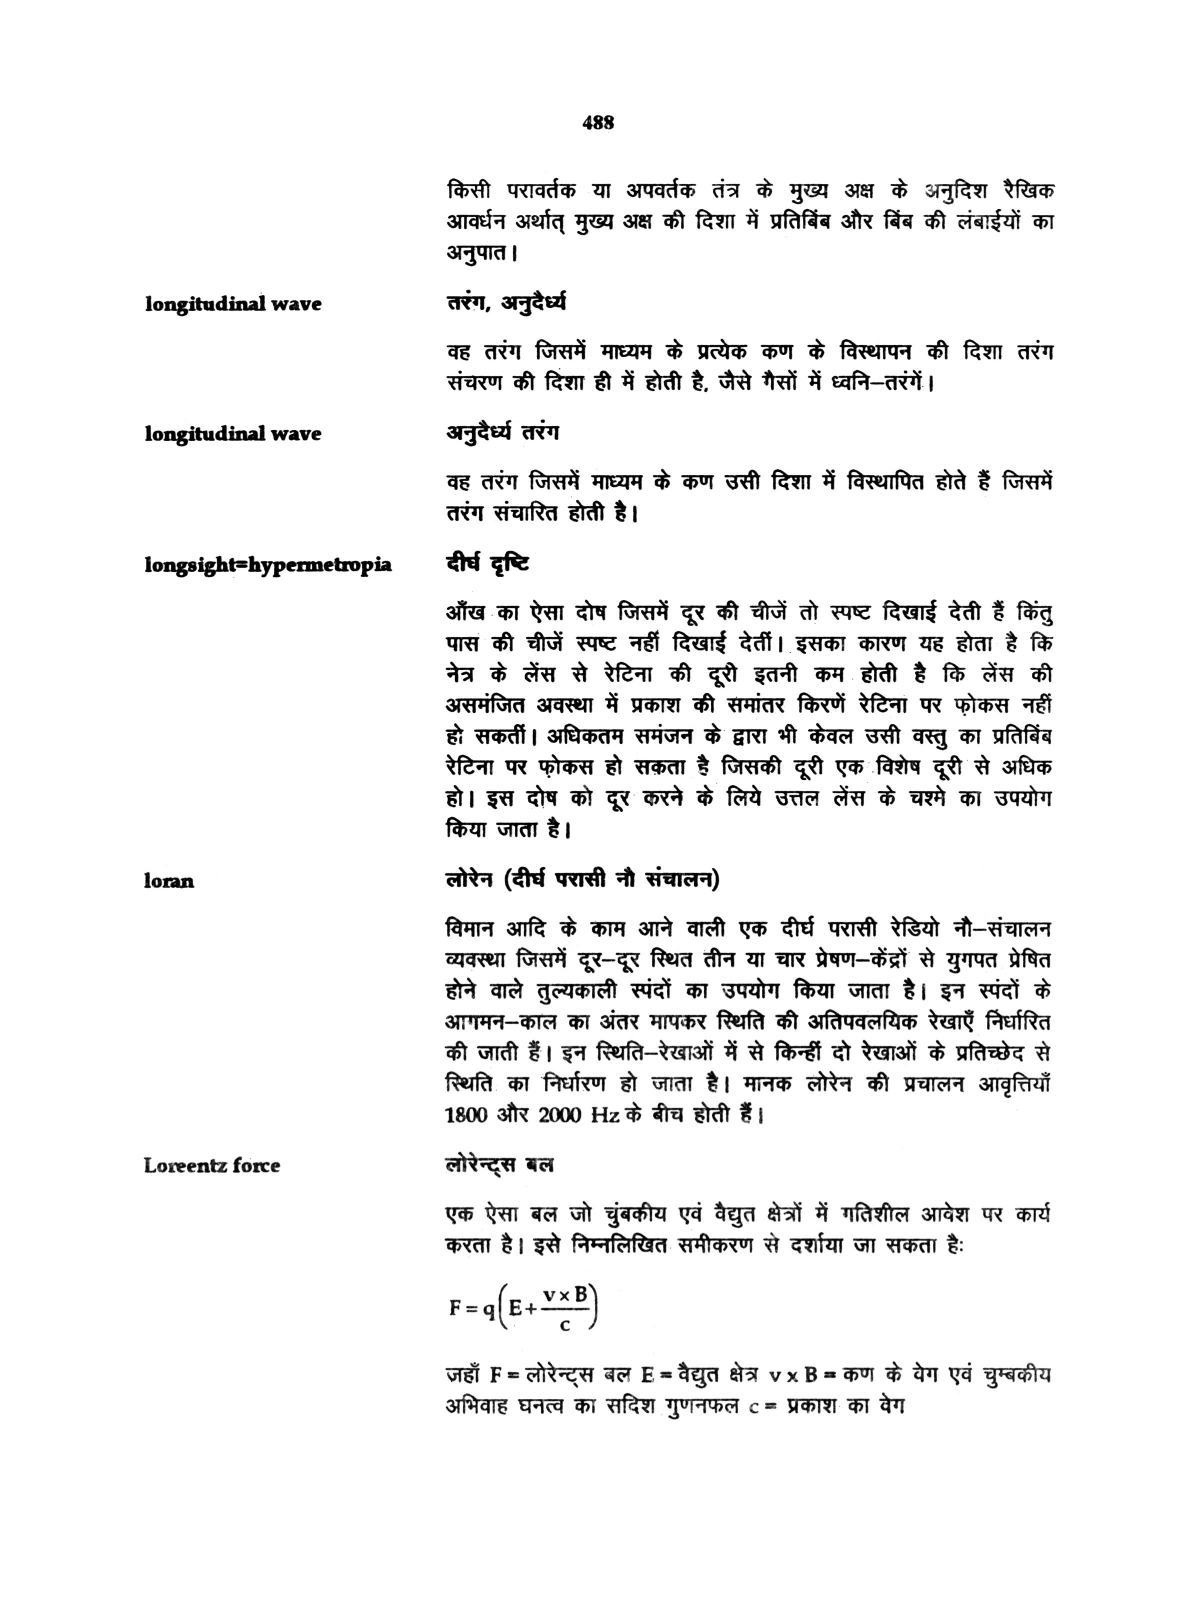 488
किसी परावर्तक या अपवर्तक तंत्र के मुख्य अक्ष के अनुदिश रैखिक
आवर्धन अर्थात् मुख्य अक्ष की दिशा में प्रतिबिंब और बिंब की लंबाईयों का
अनुपात।
longitudinal wave तरंग, अनुदैर्ध्य
वह तरंग जिसमें माध्यम के प्रत्येक कण के विस्थापन की दिशा तरंग
संचरण की दिशा ही में होती है, जैसे गैसों में ध्वनि–तरंगें।
longitudinal wave अनुदैर्ध्य तरंग
वह तरंग जिसमें माध्यम के कण उसी दिशा में विस्थापित होते हैं जिसमें
तरंग संचारित होती है।
longsight=hypermetropia दीर्घ दृष्टि
आँख का ऐसा दोष जिसमें दूर की चीजें तो स्पष्ट दिखाई देती हैं किंतु
पास की चीजें स्पष्ट नहीं दिखाई देतीं। इसका कारण यह होता है कि
नेत्र के लेंस से रेटिना की दूरी इतनी कम होती है कि लेंस की
असमंजित अवस्था में प्रकाश की समांतर किरणें रेटिना पर फ़ोकस नहीं
हो सकतीं। अधिकतम समंजन के द्वारा भी केवल उसी वस्तु का प्रतिबिंब
रेटिना पर फ़ोकस हो सकता है जिसकी दूरी एक विशेष दूरी से अधिक
हो। इस दोष को दूर करने के लिये उत्तल लेंस के चश्मे का उपयोग
किया जाता है।
loran लोरेन (दीर्घ परासी नौ संचालन)
विमान आदि के काम आने वाली एक दीर्घ परासी रेडियो नौ–संचालन
व्यवस्था जिसमें दूर–दूर स्थित तीन या चार प्रेषण–केंद्रों से युगपत प्रेषित
होने वाले तुल्यकाली स्पंदों का उपयोग किया जाता है। इन स्पंदों के
आगमन–काल का अंतर मापकर स्थिति की अतिपवलयिक रेखाएँ निर्धारित
की जाती हैं। इन स्थिति–रेखाओं में से किन्हीं दो रेखाओं के प्रतिच्छेद से
स्थिति का निर्धारण हो जाता है। मानक लोरेन की प्रचालन आवृत्तियाँ
1800 और 2000 Hz के बीच होती हैं।
Loreentz force लोरेन्ट्स बल
एक ऐसा बल जो चुंबकीय एवं वैद्युत क्षेत्रों में गतिशील आवेश पर कार्य
करता है। इसे निम्नलिखित समीकरण से दर्शाया जा सकता है:
F = q(E + (v × B)/c)
जहाँ F = लोरेन्ट्स बल E = वैद्युत क्षेत्र v x B = कण के वेग एवं चुम्बकीय
अभिवाह घनत्व का सदिश गुणनफल c = प्रकाश का वेग